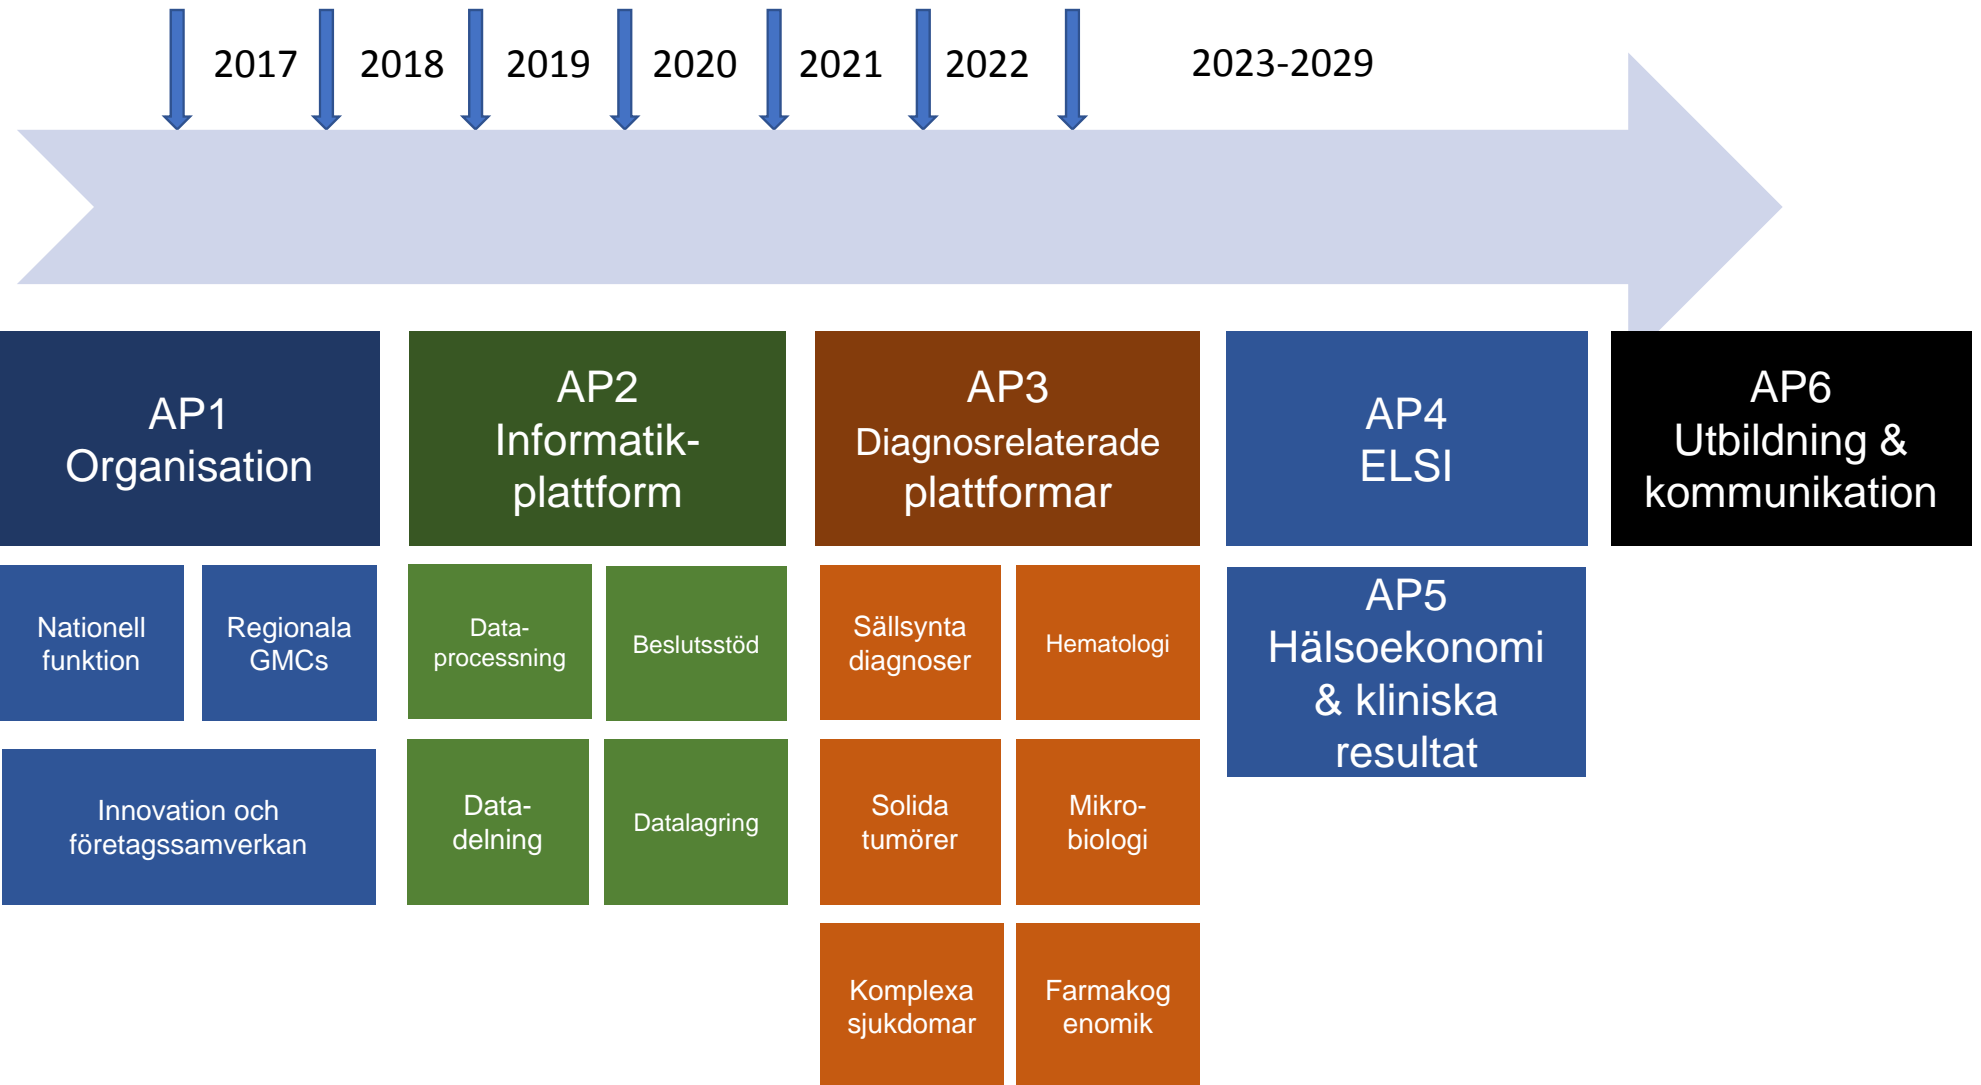 2017
2018
2019
2020
2021
2022
2023-2029
AP1
Organisation
Nationell
funktion
Regionala
GMCs
Innovation och
företagssamverkan
AP2
Informatik-
plattform
Data-
processning
Beslutsstöd
Data-
delning
Datalagring
AP3
Diagnosrelaterade
plattformar
Sällsynta
diagnoser
Hematologi
Solida
tumörer
Mikro-
biologi
Komplexa
sjukdomar
Farmakog
enomik
AP4
ELSI
AP5
Hälsoekonomi
& kliniska
resultat
AP6
Utbildning &
kommunikation